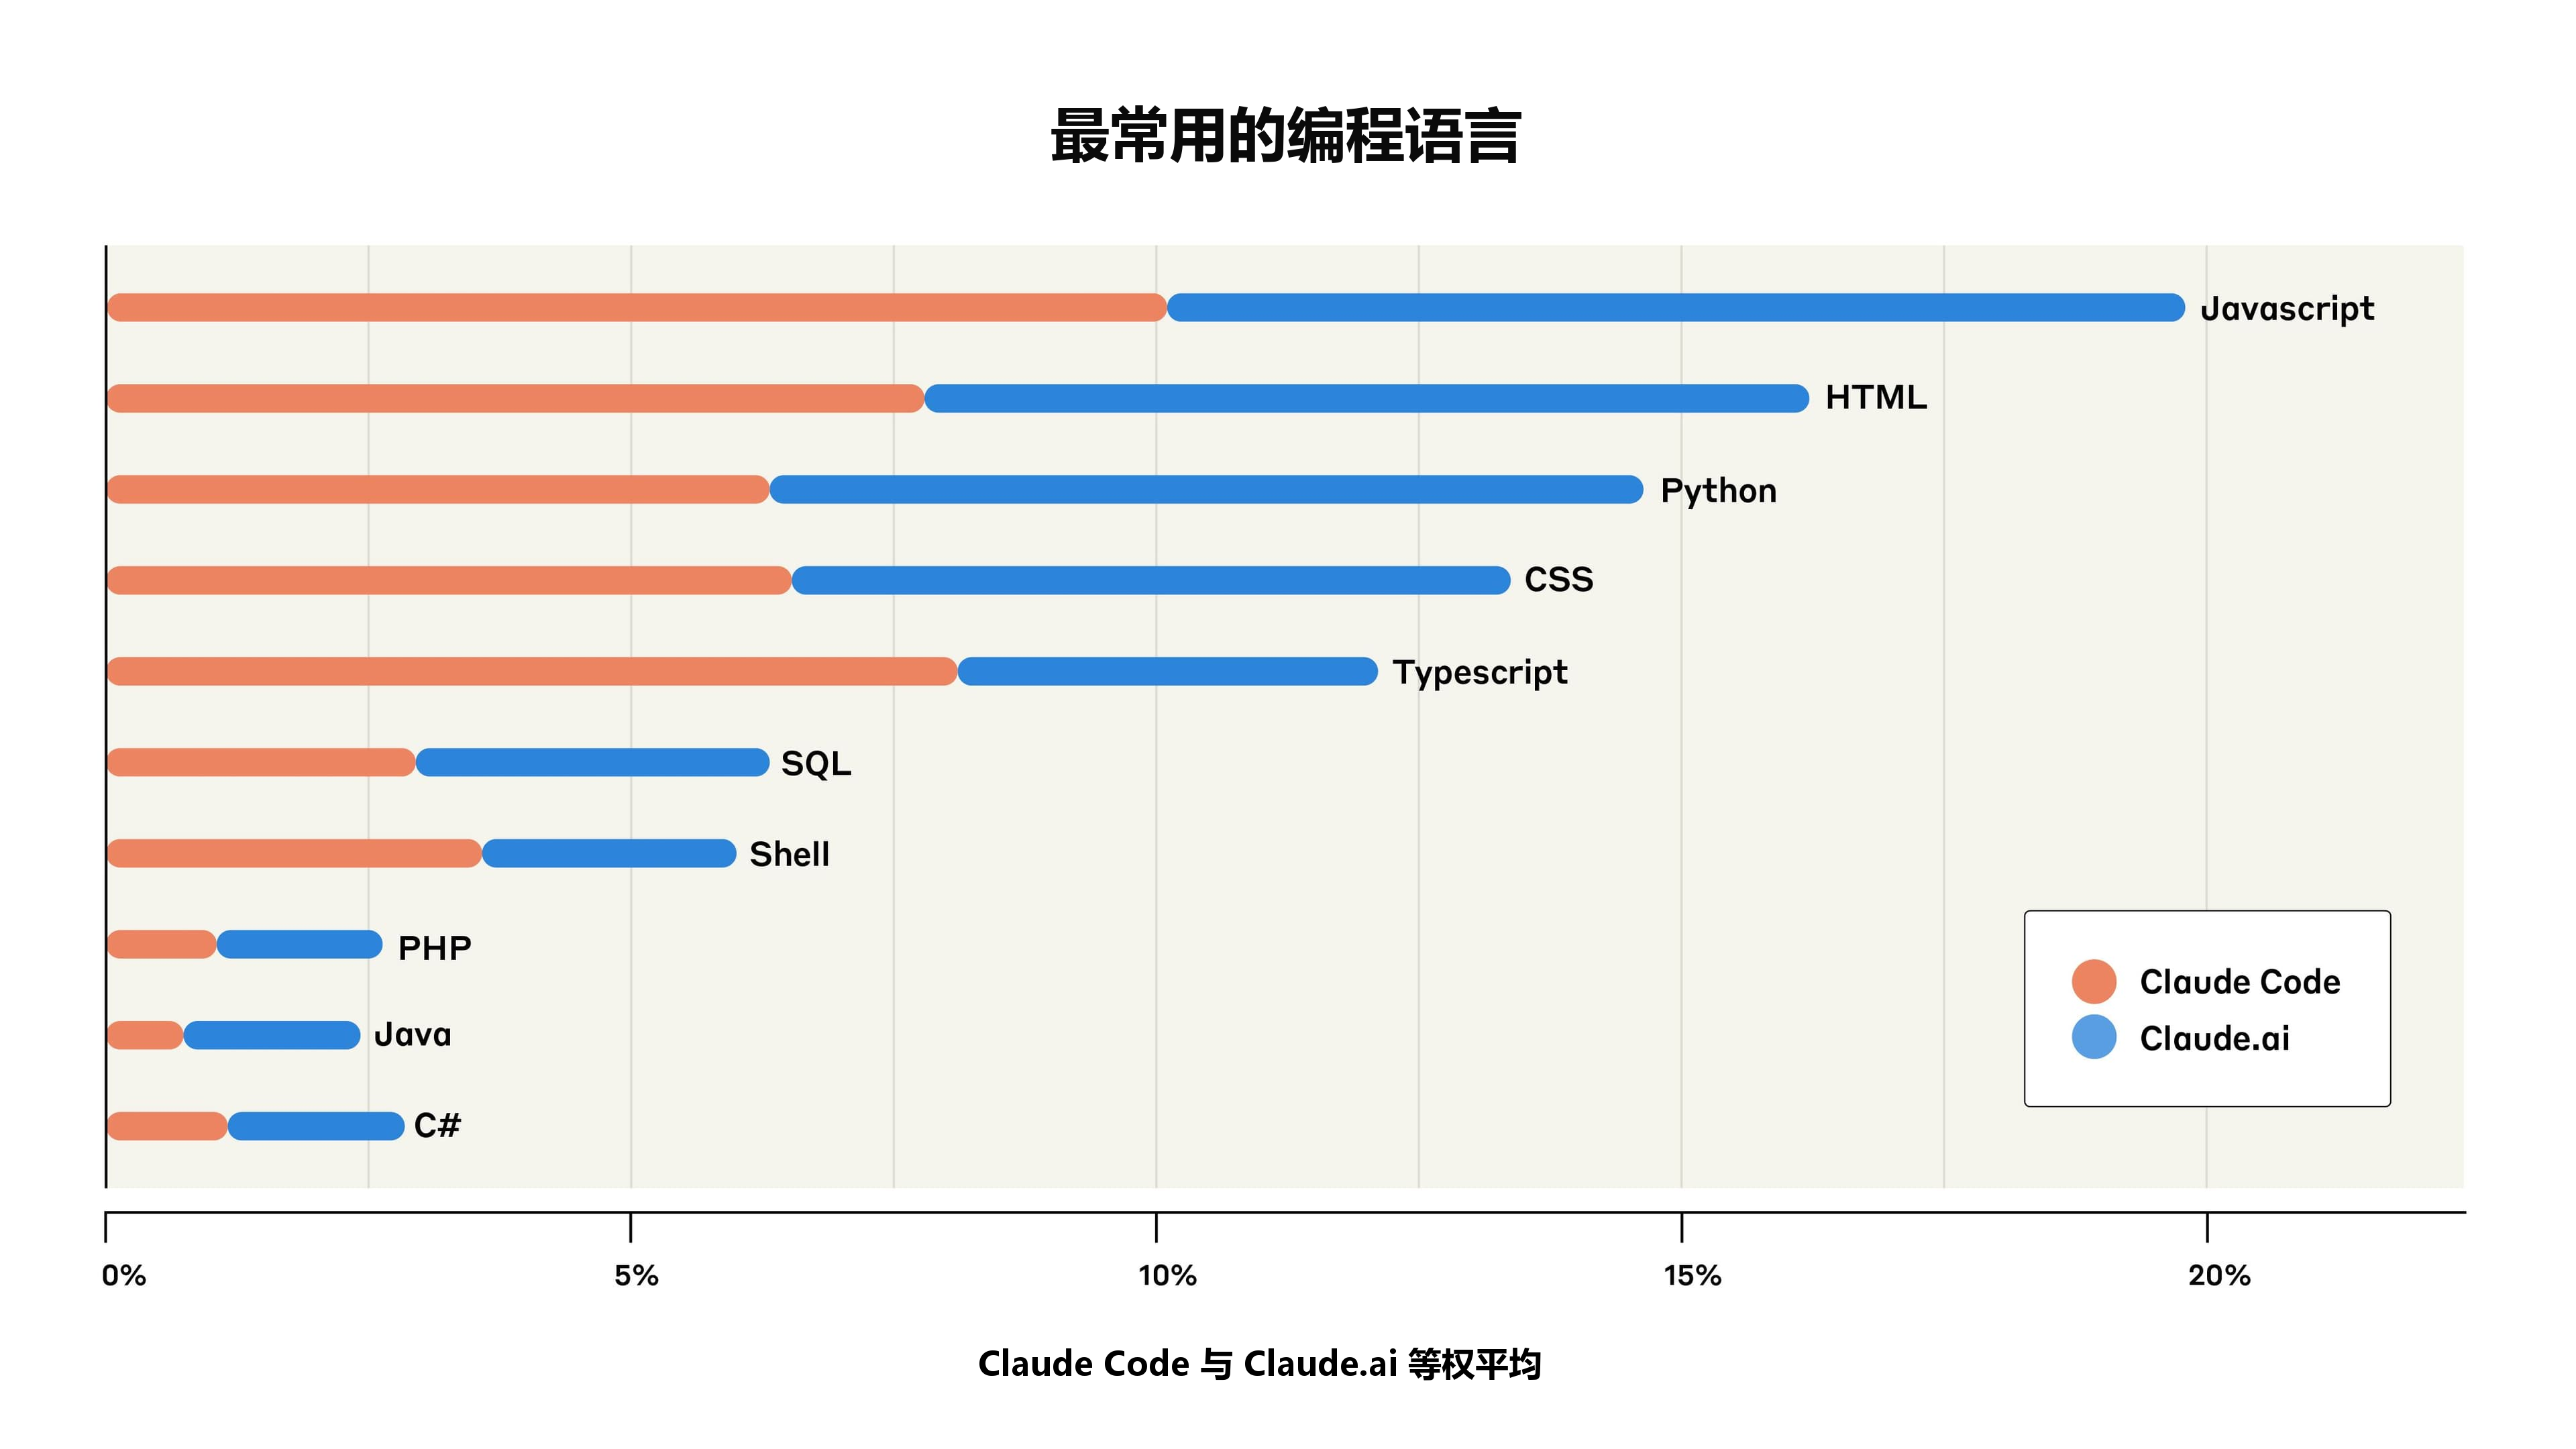 最常用的编程语言
Javascript
HTML
Python
CSS
Typescript
SQL
Shell
PHP
Java
C#
Claude Code
Claude.ai
0% 5% 10% 15% 20%
Claude Code 与 Claude.ai 等权平均